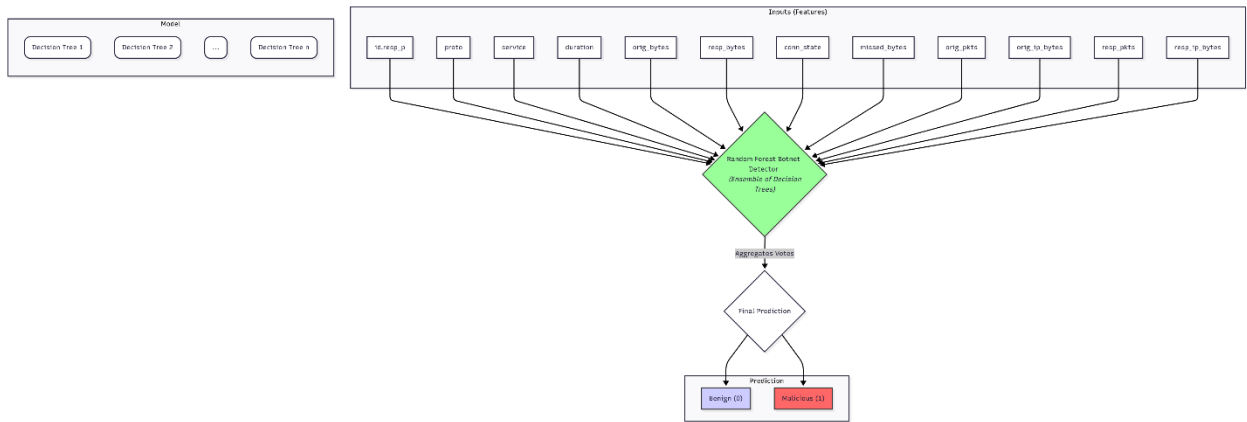 Model
Decision Tree 1
Decision Tree 2
...
Decision Tree n
Inputs (Features)
id.resp_p
proto
service
duration
orig_bytes
resp_bytes
conn_state
missed_bytes
orig_pkts
orig_ip_bytes
resp_pkts
resp_ip_bytes
Random Forest Botnet
Detector
(Ensemble of Decision
Trees)
Aggregates Votes
Final Prediction
Prediction
Benign (0)
Malicious (1)